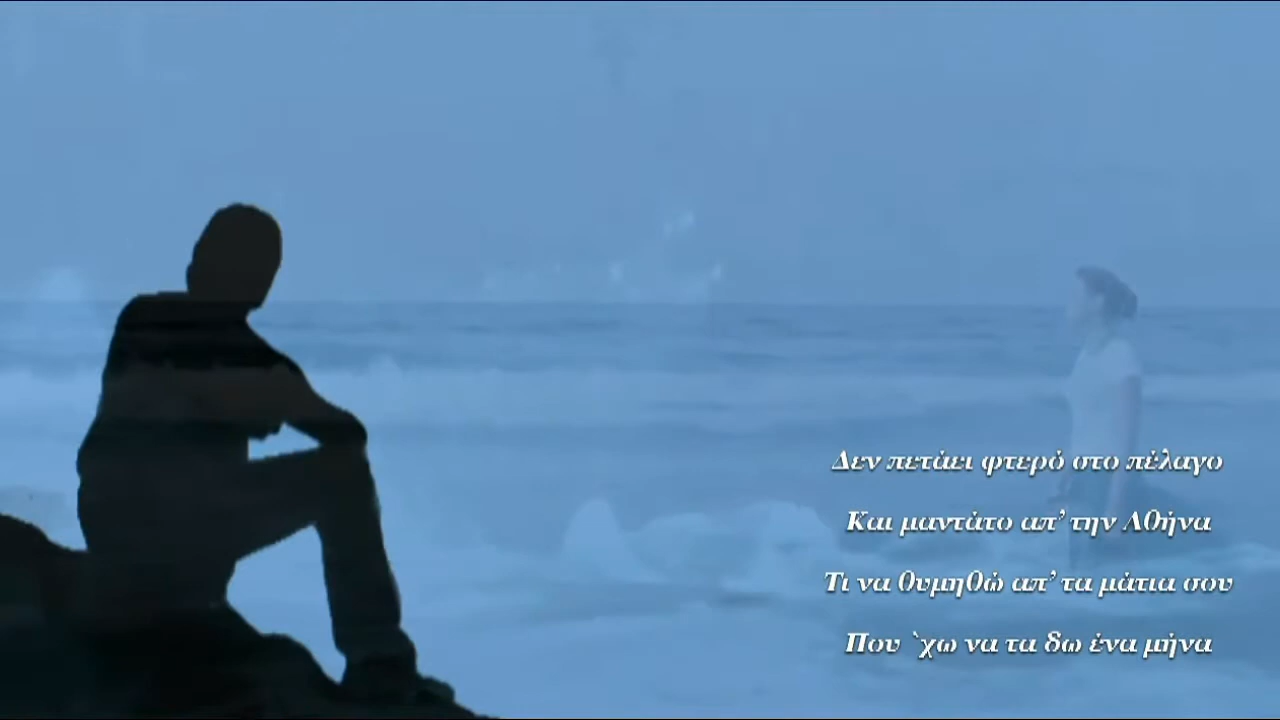 Δεν πετάει φτερό στο πέλαγο
Και μαντάτο απ’ την Αθήνα
Τι να θυμηθώ απ’ τα μάτια σου
Που `χω να τα δω ένα μήνα